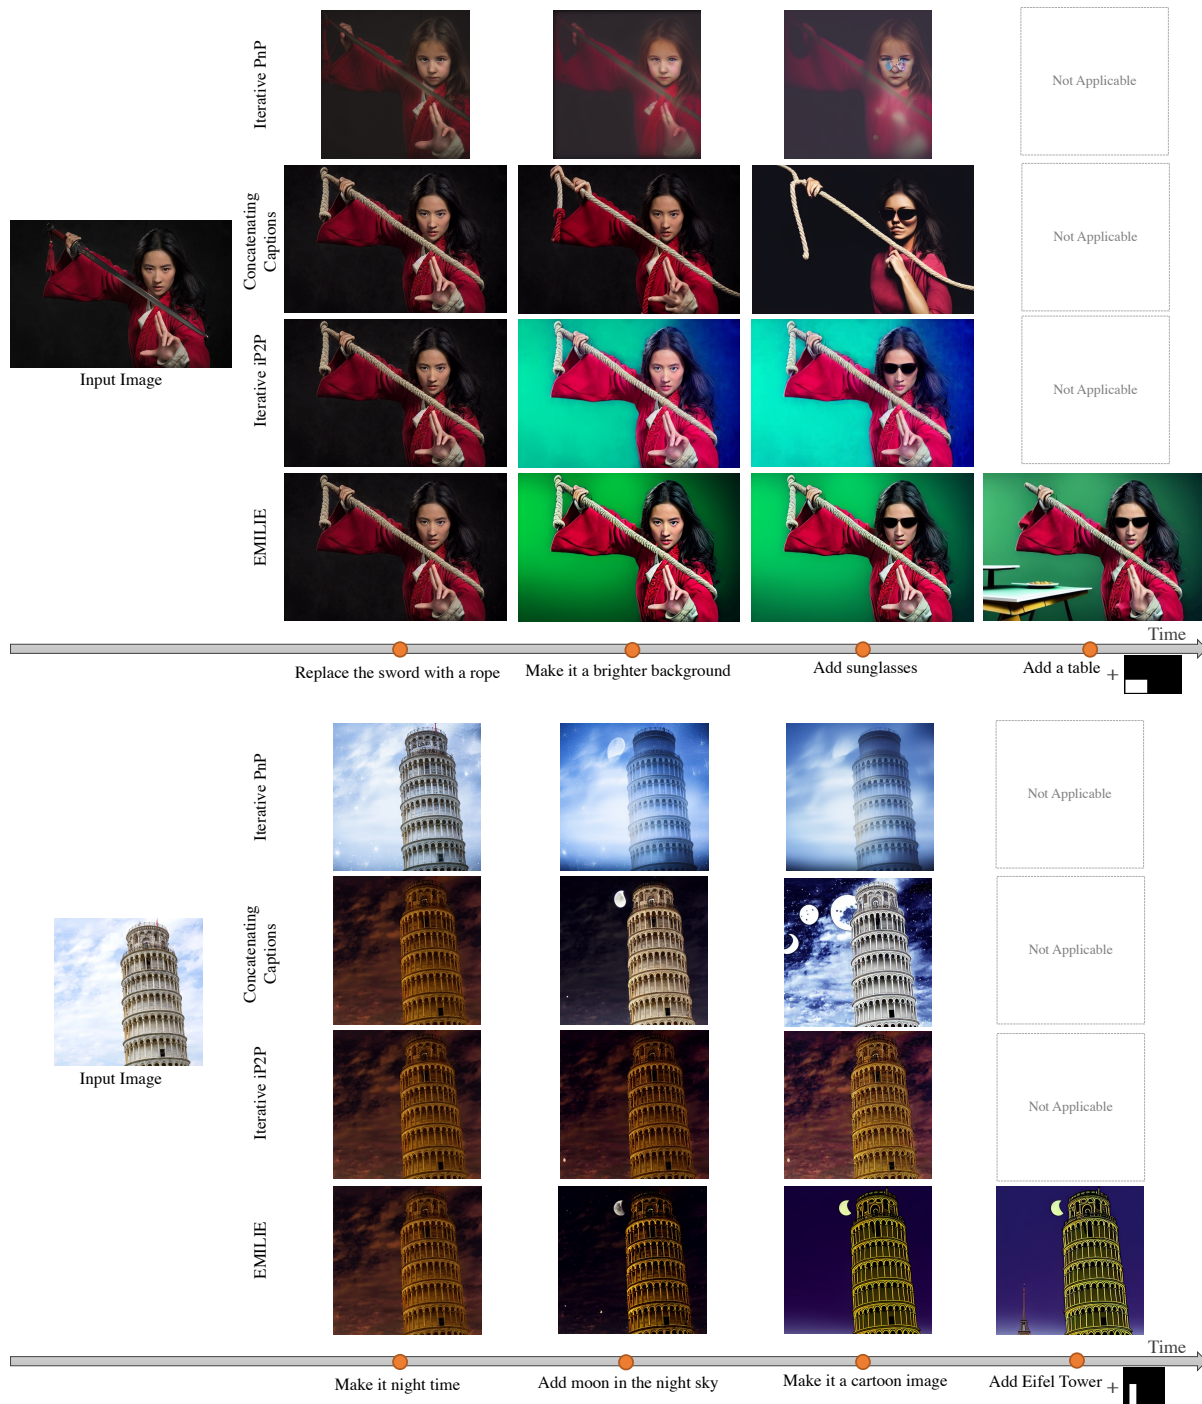 Iterative PnP
Not Applicable
Concatenating
Captions
Not Applicable
Input Image
Iterative iP2P
Not Applicable
EMILIE
Time
Replace the sword with a rope
Make it a brighter background
Add sunglasses
Add a table +
Iterative PnP
Not Applicable
Concatenating
Captions
Not Applicable
Input Image
Iterative iP2P
Not Applicable
EMILIE
Time
Make it night time
Add moon in the night sky
Make it a cartoon image
Add Eifel Tower +